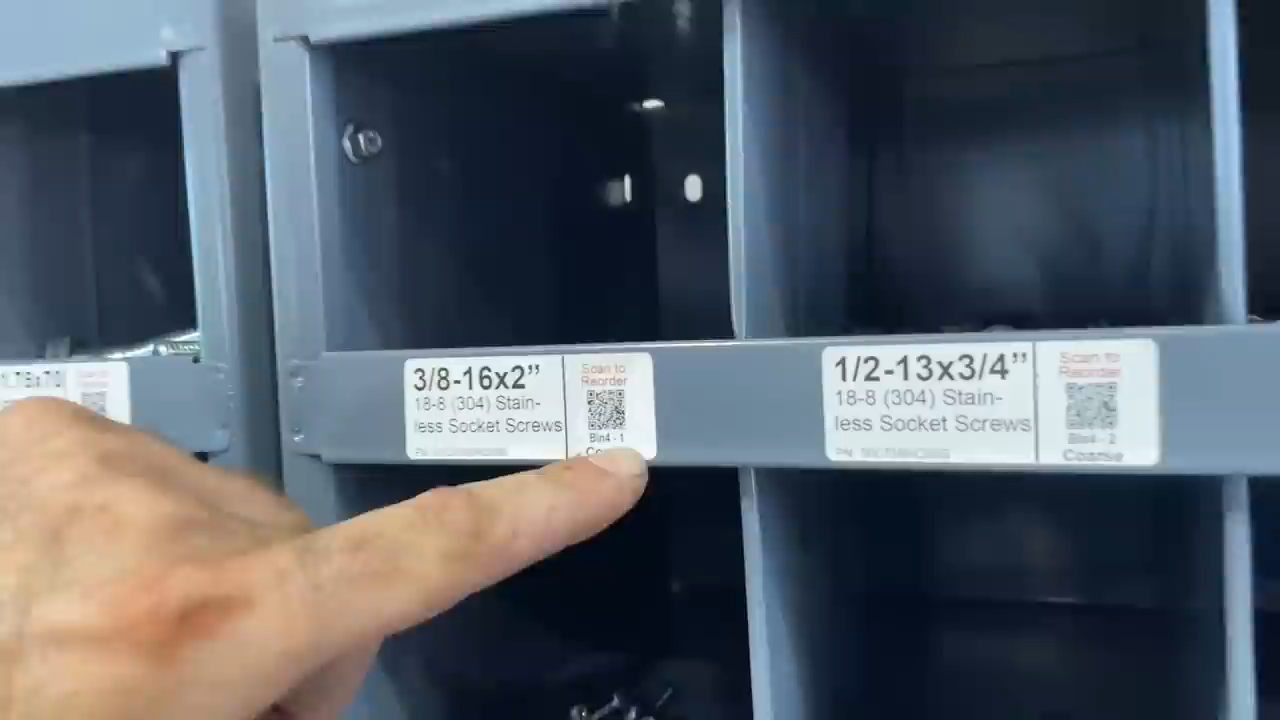 3/8-16x2”
18-8 (304) Stain-
less Socket Screws
Scan to
Reorder
Bin4 - 1
1/2-13x3/4”
18-8 (304) Stain-
less Socket Screws
P/N:
Scan to
Reorder
Bin4 - 2
Coarse